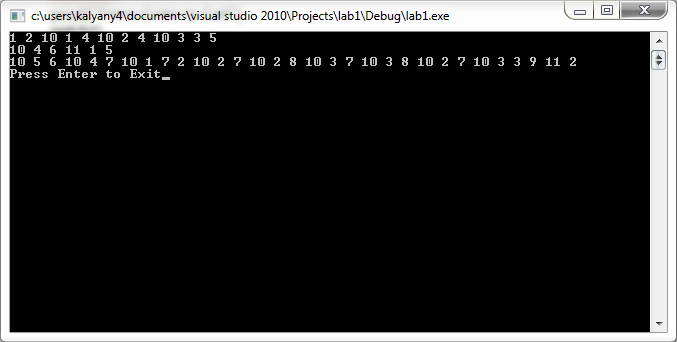 c:\users\kalyany4\documents\visual studio 2010\Projects\lab1\Debug\lab1.exe
1 2 10 1 4 10 2 4 10 3 3 5
10 4 6 11 1 5
10 5 6 10 4 7 10 1 7 2 10 2 7 10 2 8 10 3 7 10 3 8 10 2 7 10 3 3 9 11 2
Press Enter to Exit_